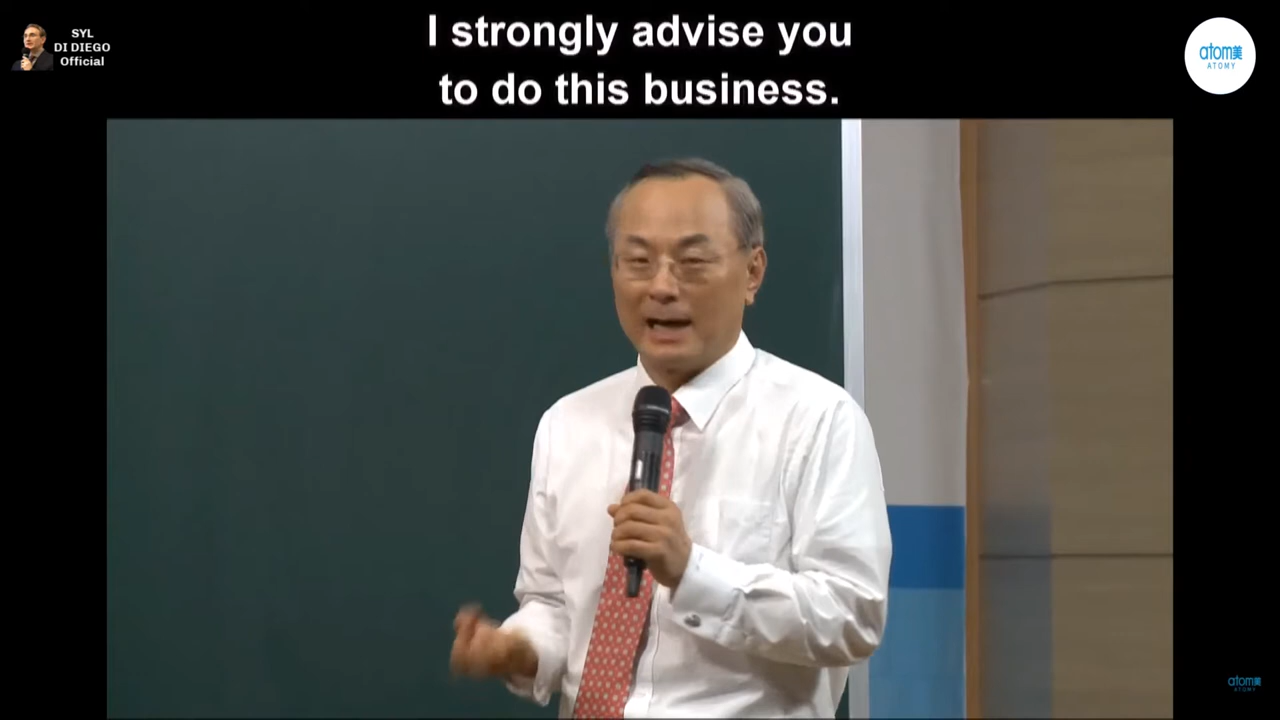 SYL
DI DIEGO
Official
I strongly advise you
to do this business.
atom美
ATOMY
atom美
ATOMY